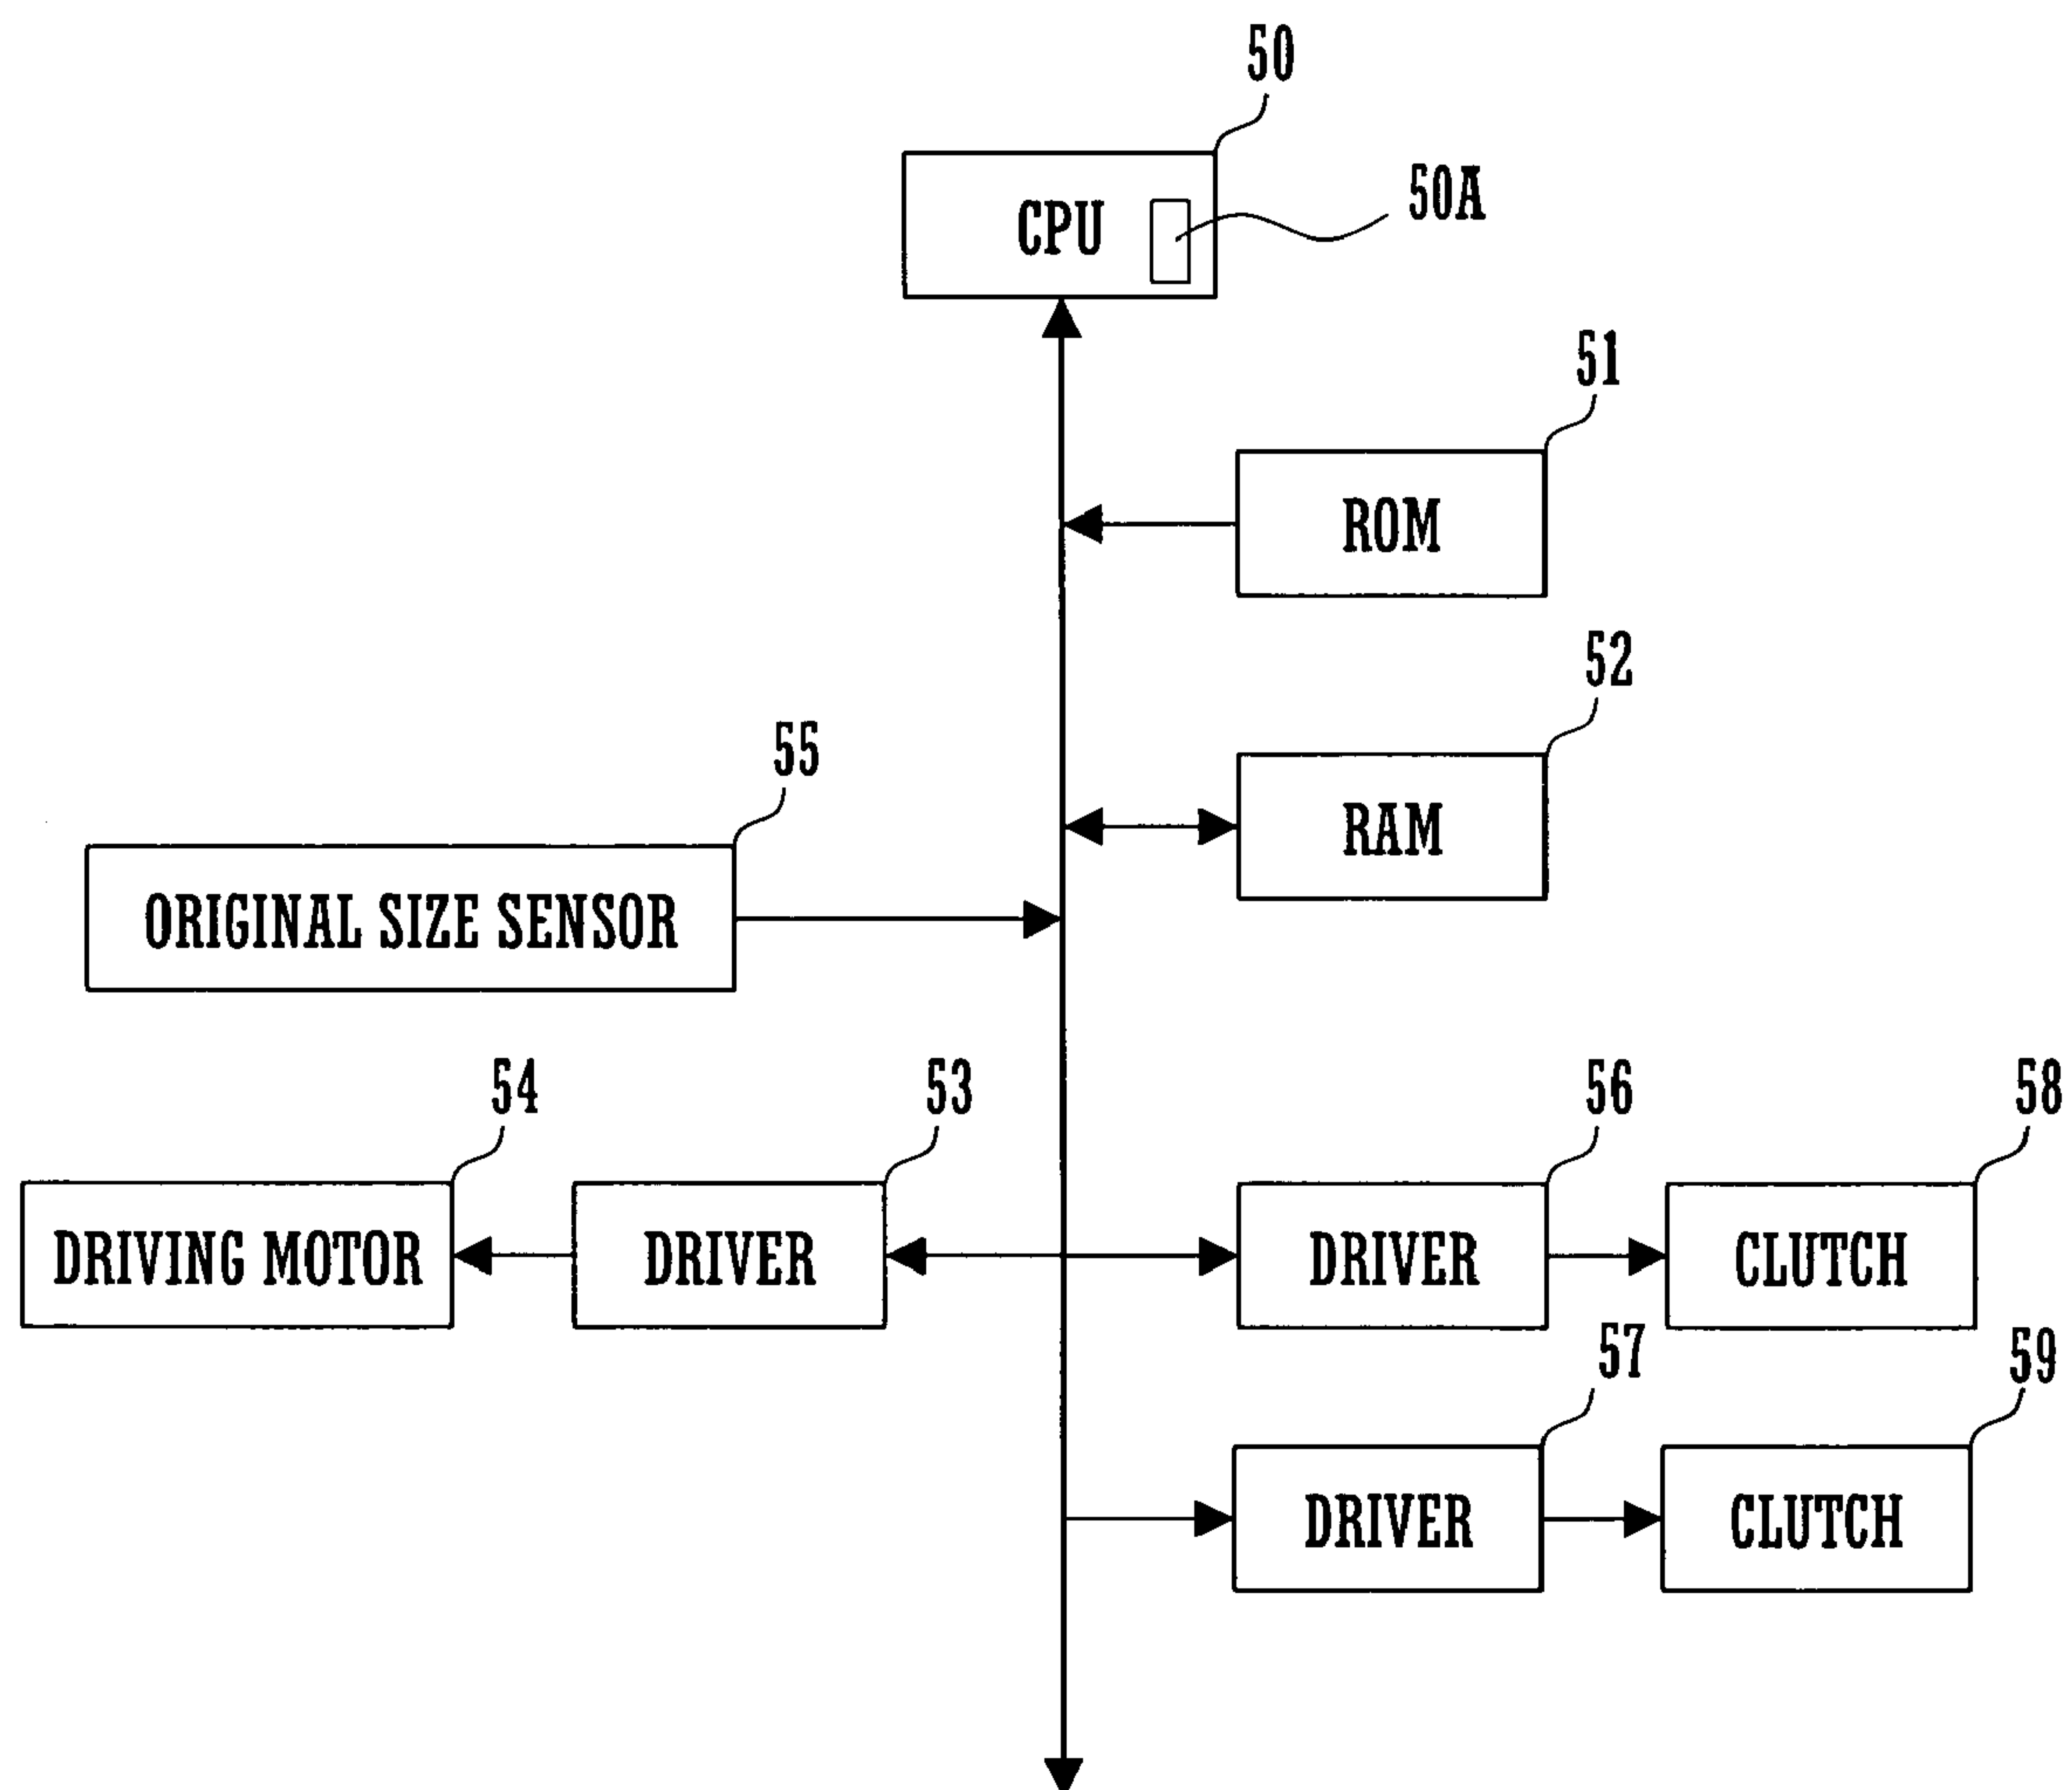 50
CPU
50A
51
ROM
52
RAM
55
ORIGINAL SIZE SENSOR
54
53
56
58
DRIVING MOTOR
DRIVER
DRIVER
CLUTCH
57
59
DRIVER
CLUTCH